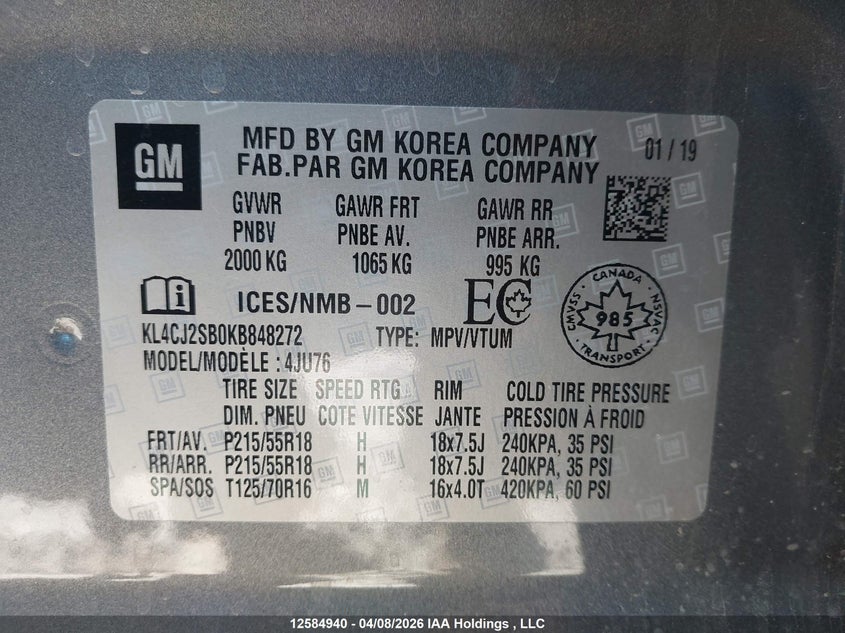 GM
MFD BY GM KOREA COMPANY 01 / 19
FAB.PAR GM KOREA COMPANY
GVWR GAWR FRT GAWR RR
PNBV PNBE AV. PNBE ARR.
2000 KG 1065 KG 995 KG
ICES/NMB-002 EC
CANADA
CMVSS 985 NSVAC
TRANSPORT
KL4CJ2SB0KB848272 TYPE: MPV/VTUM
MODEL/MODÈLE : 4JU76
TIRE SIZE SPEED RTG RIM COLD TIRE PRESSURE
DIM. PNEU COTE VITESSE JANTE PRESSION À FROID
FRT/AV. P215/55R18 H 18x7.5J 240KPA, 35 PSI
RR/ARR. P215/55R18 H 18x7.5J 240KPA, 35 PSI
SPA/SOS T125/70R16 M 16x4.0T 420KPA, 60 PSI
12584940 - 04/08/2026 IAA Holdings , LLC